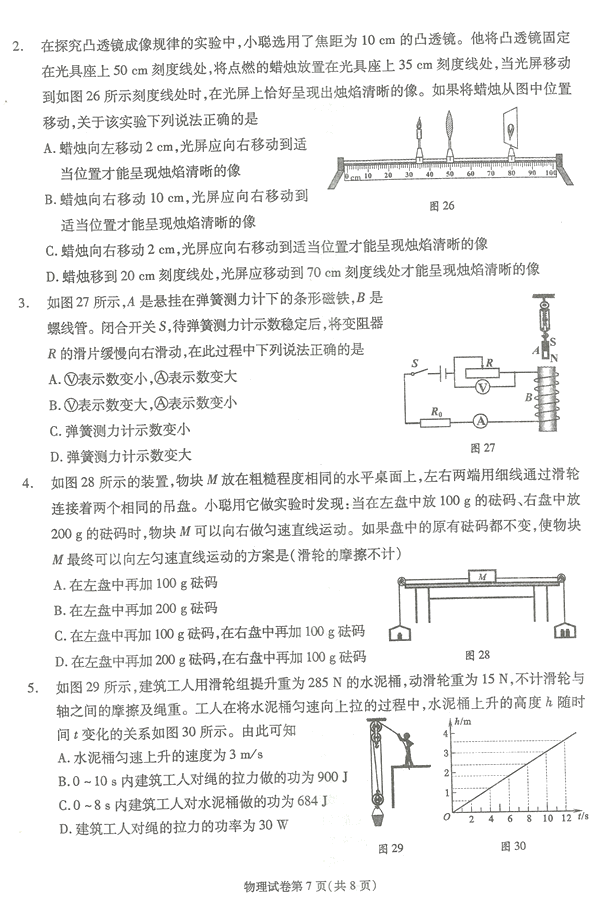 2. 在探究凸透镜成像规律的实验中,小聪选用了焦距为 10 cm 的凸透镜。他将凸透镜固定
在光具座上 50 cm 刻度线处,将点燃的蜡烛放置在光具座上 35 cm 刻度线处,当光屏移动
到如图 26 所示刻度线处时,在光屏上恰好呈现出烛焰清晰的像。如果将蜡烛从图中位置
移动,关于该实验下列说法正确的是
A. 蜡烛向左移动 2 cm,光屏应向右移动到适
当位置才能呈现烛焰清晰的像
B. 蜡烛向右移动 10 cm,光屏应向右移动到
适当位置才能呈现烛焰清晰的像
0 cm 10 20 30 40 50 60 70 80 90 100
图 26
C. 蜡烛向右移动 2 cm,光屏应向右移动到适当位置才能呈现烛焰清晰的像
D. 蜡烛移到 20 cm 刻度线处,光屏应移动到 70 cm 刻度线处才能呈现烛焰清晰的像
3. 如图 27 所示,A 是悬挂在弹簧测力计下的条形磁铁,B 是
螺线管。闭合开关 S,待弹簧测力计示数稳定后,将变阻器
R 的滑片缓慢向右滑动,在此过程中下列说法正确的是
A. Ⓥ表示数变小,Ⓐ表示数变大
B. Ⓥ表示数变大,Ⓐ表示数变小
C. 弹簧测力计示数变小
D. 弹簧测力计示数变大
S
A
N
S
R
V
B
R₀
A
图 27
4. 如图 28 所示的装置,物块 M 放在粗糙程度相同的水平桌面上,左右两端用细线通过滑轮
连接着两个相同的吊盘。小聪用它做实验时发现:当在左盘中放 100 g 的砝码、右盘中放
200 g 的砝码时,物块 M 可以向右做匀速直线运动。如果盘中的原有砝码都不变,使物块
M 最终可以向左匀速直线运动的方案是(滑轮的摩擦不计)
A. 在左盘中再加 100 g 砝码
B. 在左盘中再加 200 g 砝码
C. 在左盘中再加 100 g 砝码,在右盘中再加 100 g 砝码
D. 在左盘中再加 200 g 砝码,在右盘中再加 100 g 砝码
M
图 28
5. 如图 29 所示,建筑工人用滑轮组提升重为 285 N 的水泥桶,动滑轮重为 15 N,不计滑轮与
轴之间的摩擦及绳重。工人在将水泥桶匀速向上拉的过程中,水泥桶上升的高度 h 随时
间 t 变化的关系如图 30 所示。由此可知
A. 水泥桶匀速上升的速度为 3 m/s
B. 0 ~ 10 s 内建筑工人对绳的拉力做的功为 900 J
C. 0 ~ 8 s 内建筑工人对水泥桶做的功为 684 J
D. 建筑工人对绳的拉力的功率为 30 W
图 29
h/m
4
3
2
1
O 2 4 6 8 10 12 t/s
图 30
物理试卷第 7 页(共 8 页)